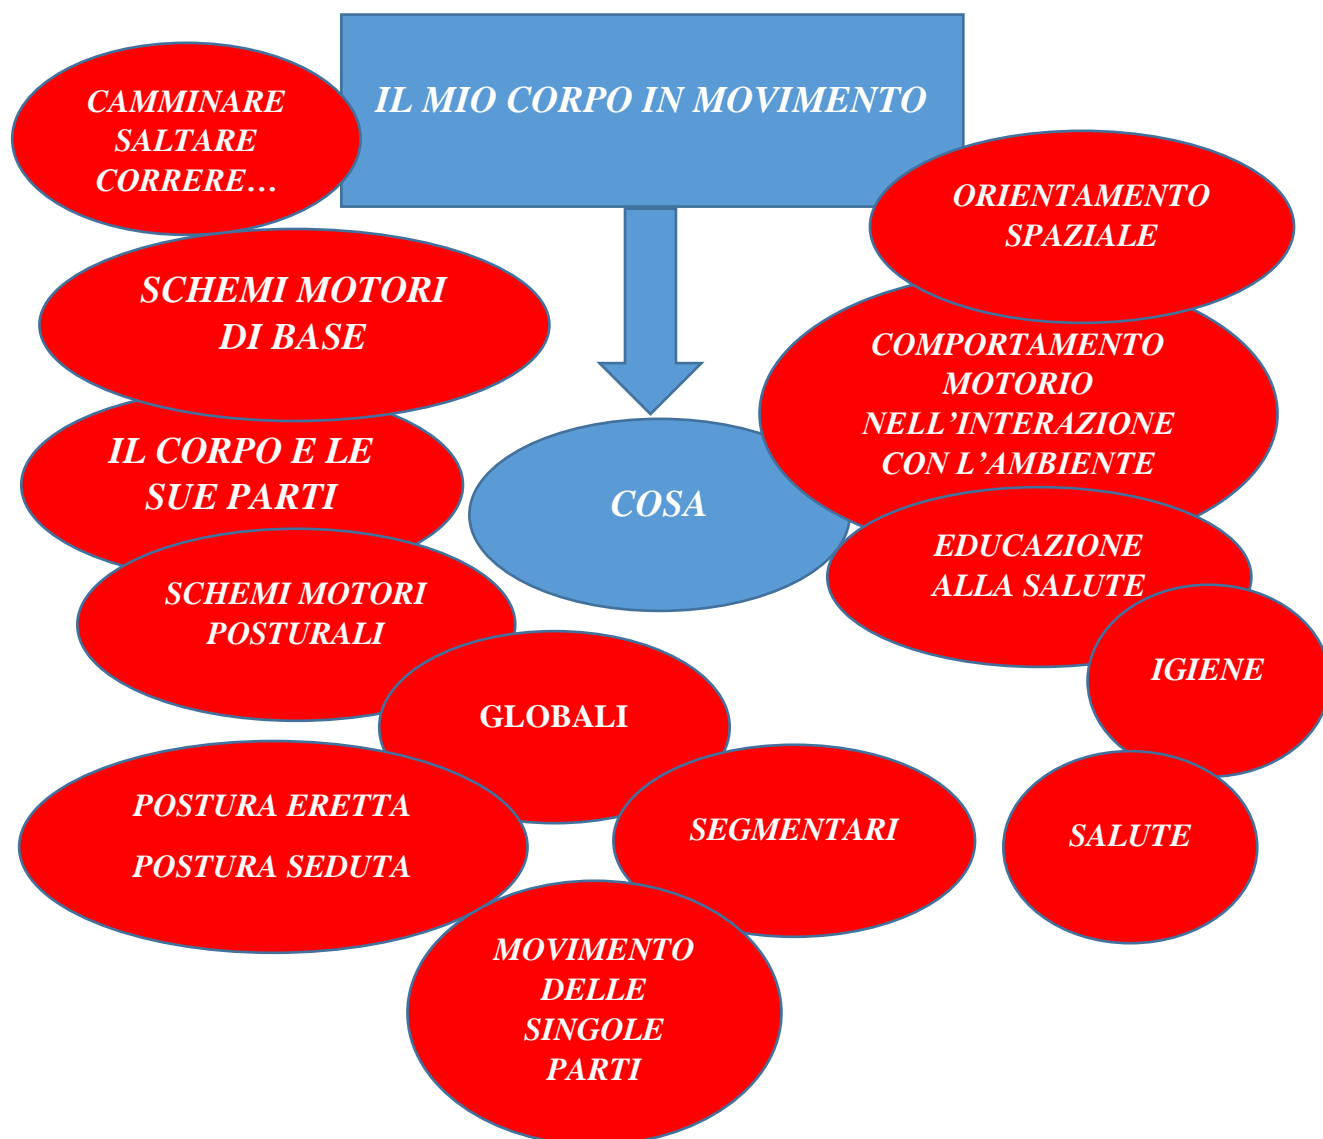 IL MIO CORPO IN MOVIMENTO
CAMMINARE
SALTARE
CORRERE…
ORIENTAMENTO
SPAZIALE
SCHEMI MOTORI
DI BASE
COMPORTAMENTO
MOTORIO
NELL'INTERAZIONE
CON L'AMBIENTE
IL CORPO E LE
SUE PARTI
COSA
EDUCAZIONE
ALLA SALUTE
SCHEMI MOTORI
POSTURALI
IGIENE
GLOBALI
POSTURA ERETTA
POSTURA SEDUTA
SEGMENTARI
SALUTE
MOVIMENTO
DELLE
SINGOLE
PARTI